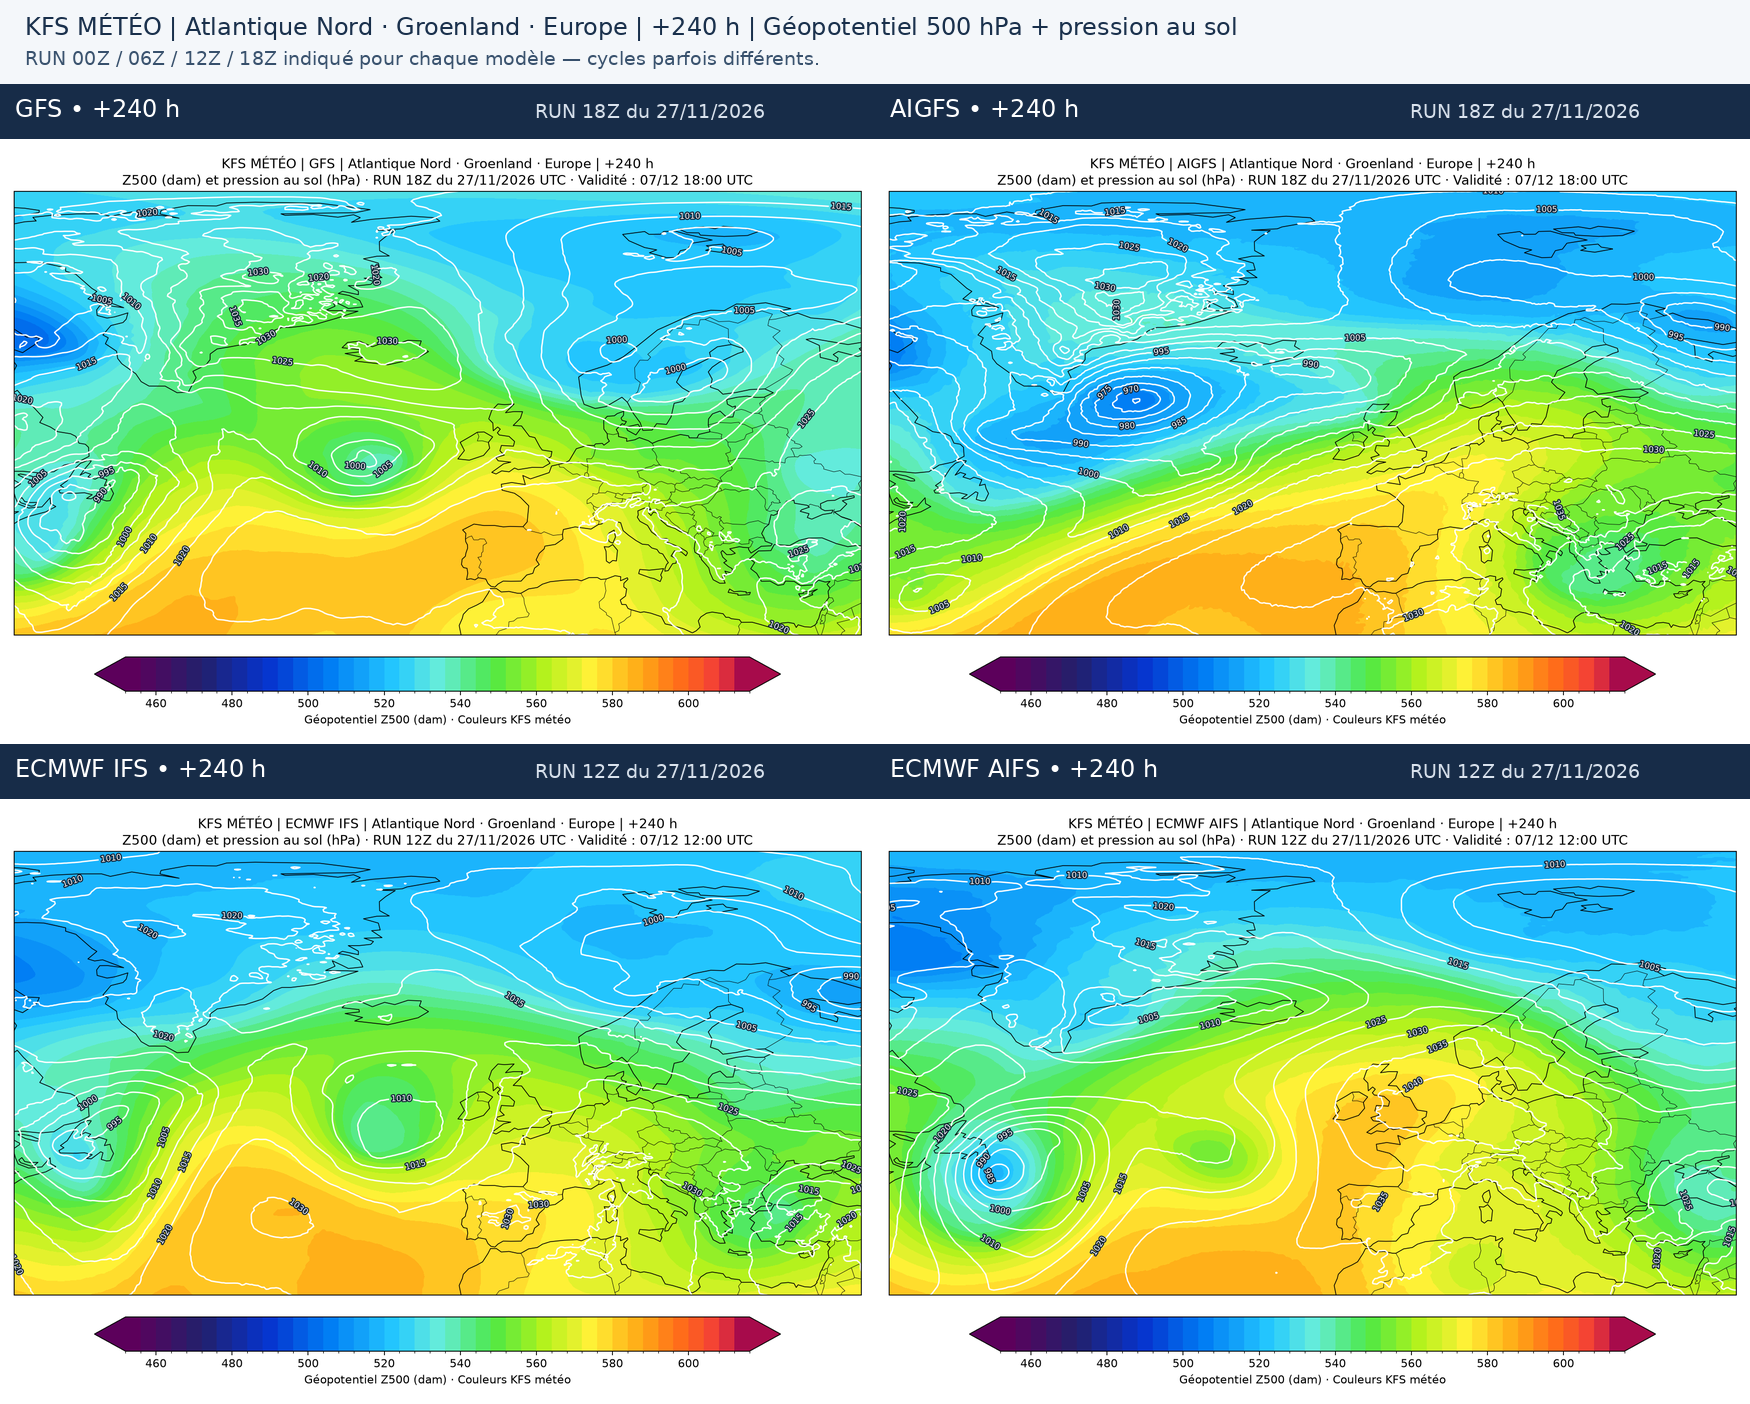 KFS MÉTÉO | Atlantique Nord · Groenland · Europe | +240 h | Géopotentiel 500 hPa + pression au sol
RUN 00Z / 06Z / 12Z / 18Z indiqué pour chaque modèle — cycles parfois différents.
GFS • +240 h
RUN 18Z du 27/11/2026
AIGFS • +240 h
RUN 18Z du 27/11/2026
KFS MÉTÉO | GFS | Atlantique Nord · Groenland · Europe | +240 h
Z500 (dam) et pression au sol (hPa) · RUN 18Z du 27/11/2026 UTC · Validité : 07/12 18:00 UTC
KFS MÉTÉO | AIGFS | Atlantique Nord · Groenland · Europe | +240 h
Z500 (dam) et pression au sol (hPa) · RUN 18Z du 27/11/2026 UTC · Validité : 07/12 18:00 UTC
460 480 500 520 540 560 580 600
Géopotentiel Z500 (dam) · Couleurs KFS météo
460 480 500 520 540 560 580 600
Géopotentiel Z500 (dam) · Couleurs KFS météo
ECMWF IFS • +240 h
RUN 12Z du 27/11/2026
ECMWF AIFS • +240 h
RUN 12Z du 27/11/2026
KFS MÉTÉO | ECMWF IFS | Atlantique Nord · Groenland · Europe | +240 h
Z500 (dam) et pression au sol (hPa) · RUN 12Z du 27/11/2026 UTC · Validité : 07/12 12:00 UTC
KFS MÉTÉO | ECMWF AIFS | Atlantique Nord · Groenland · Europe | +240 h
Z500 (dam) et pression au sol (hPa) · RUN 12Z du 27/11/2026 UTC · Validité : 07/12 12:00 UTC
460 480 500 520 540 560 580 600
Géopotentiel Z500 (dam) · Couleurs KFS météo
460 480 500 520 540 560 580 600
Géopotentiel Z500 (dam) · Couleurs KFS météo